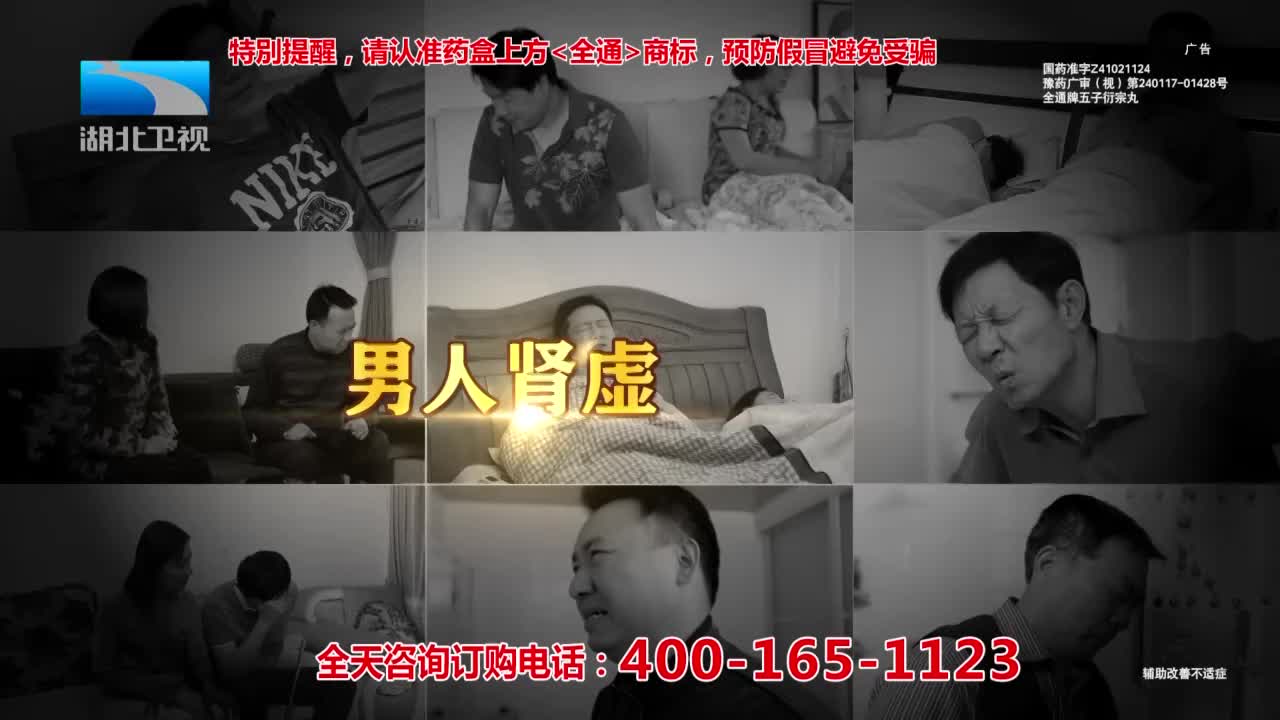 特别提醒，请认准药盒上方<全通>商标，预防假冒避免受骗
广告
国药准字Z41021124
豫药广审（视）第240117-01428号
全通牌五子衍宗丸
湖北卫视
NIKE
男人肾虚
全天咨询订购电话：400-165-1123
辅助改善不适症